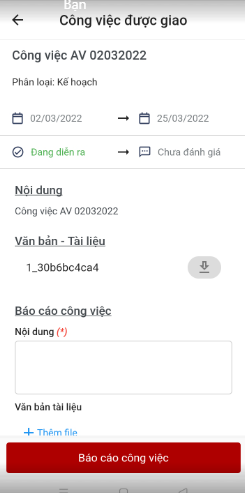 Bạn
Công việc được giao
Công việc AV 02032022
Phân loại: Kế hoạch
02/03/2022 25/03/2022
Đang diễn ra Chưa đánh giá
Nội dung
Công việc AV 02032022
Văn bản - Tài liệu
1_30b6bc4ca4
Báo cáo công việc
Nội dung (*)
Văn bản tài liệu
+ Thêm file
Báo cáo công việc